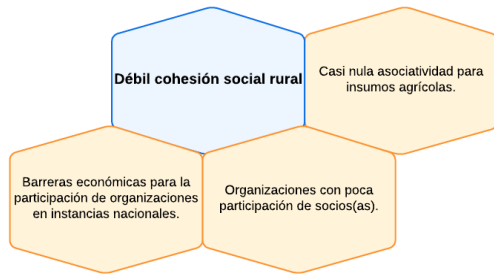 Débil cohesión social rural
Casi nula asociatividad para
insumos agrícolas.
Barreras económicas para la
participación de organizaciones
en instancias nacionales.
Organizaciones con poca
participación de socios(as).